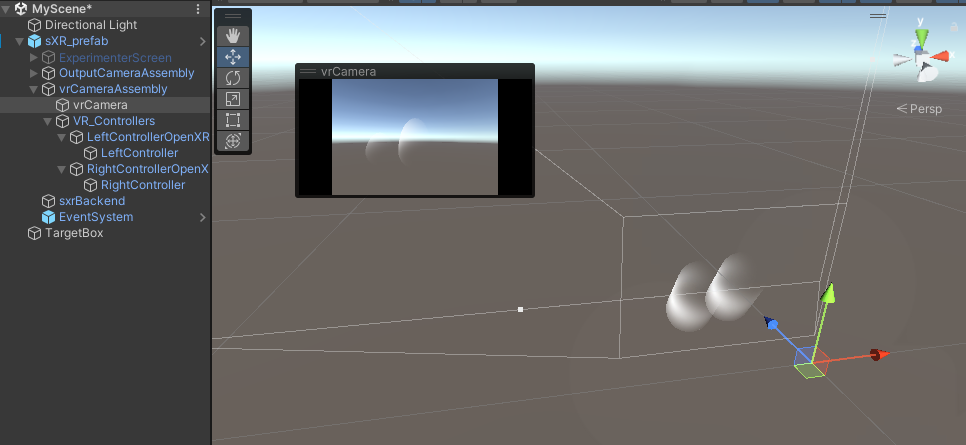 MyScene*
Directional Light
sXR_prefab
ExperimenterScreen
OutputCameraAssembly
vrCameraAssembly
vrCamera
VR_Controllers
LeftControllerOpenXR
LeftController
RightControllerOpenX
RightController
sxrBackend
EventSystem
TargetBox
vrCamera
y
x
Persp